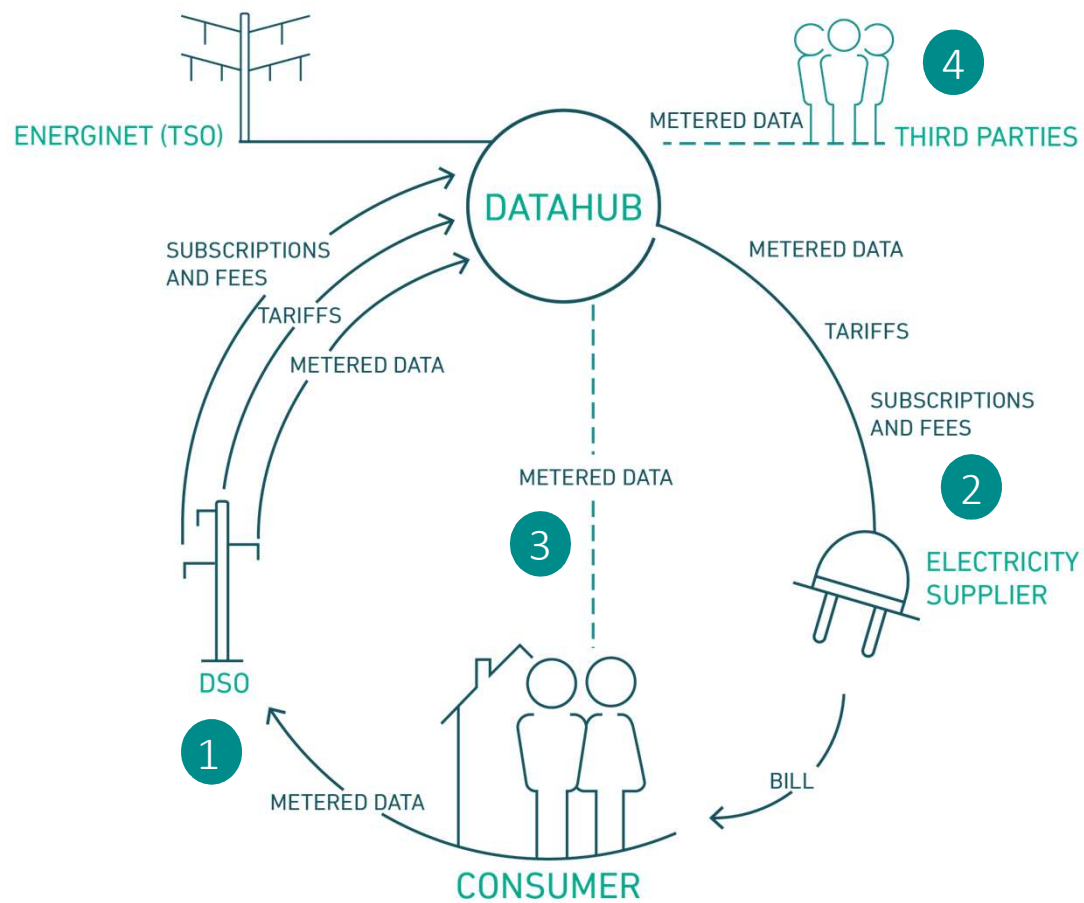 4
METERED DATA
ENERGINET (TSO)
THIRD PARTIES
DATAHUB
SUBSCRIPTIONS
AND FEES
METERED DATA
TARIFFS
TARIFFS
METERED DATA
SUBSCRIPTIONS
AND FEES
METERED DATA
2
3
ELECTRICITY
SUPPLIER
DSO
1
BILL
METERED DATA
CONSUMER